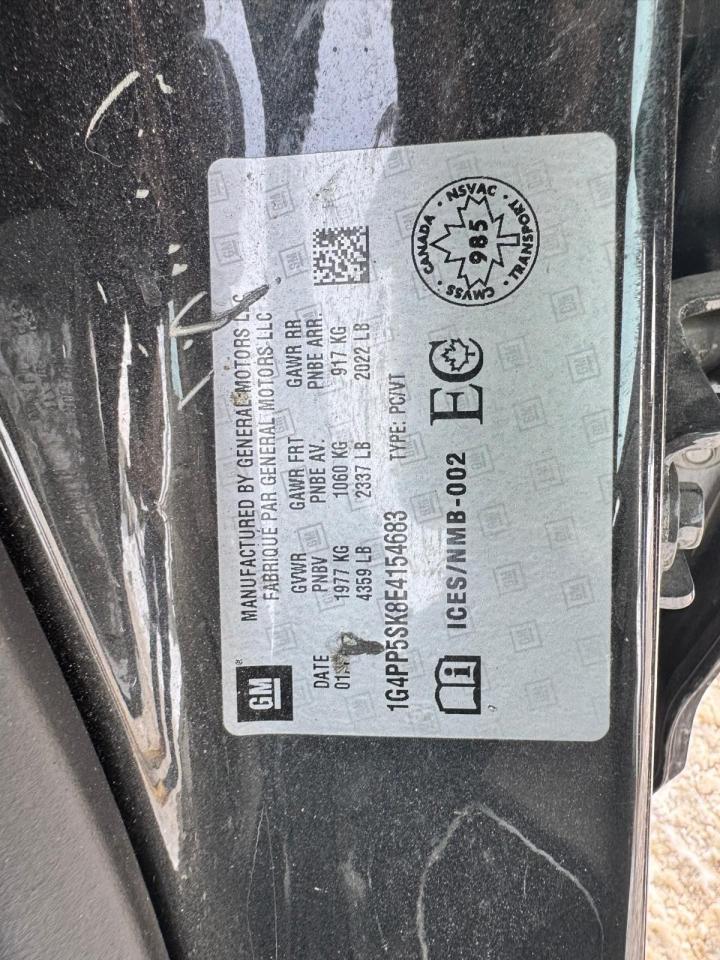 GM
MANUFACTURED BY GENERAL MOTORS LLC
FABRIQUÉ PAR GENERAL MOTORS LLC
DATE GVWR GAWR FRT GAWR RR
PNBV PNBE AV. PNBE ARR.
1977 KG 1060 KG 917 KG
4359 LB 2337 LB 2022 LB
1G4PP5SK8E4154683 TYPE: PC/VT
ICES/NMB-002 EC
CANADA · NSVAC · TRANSPORT · CMVSS
985